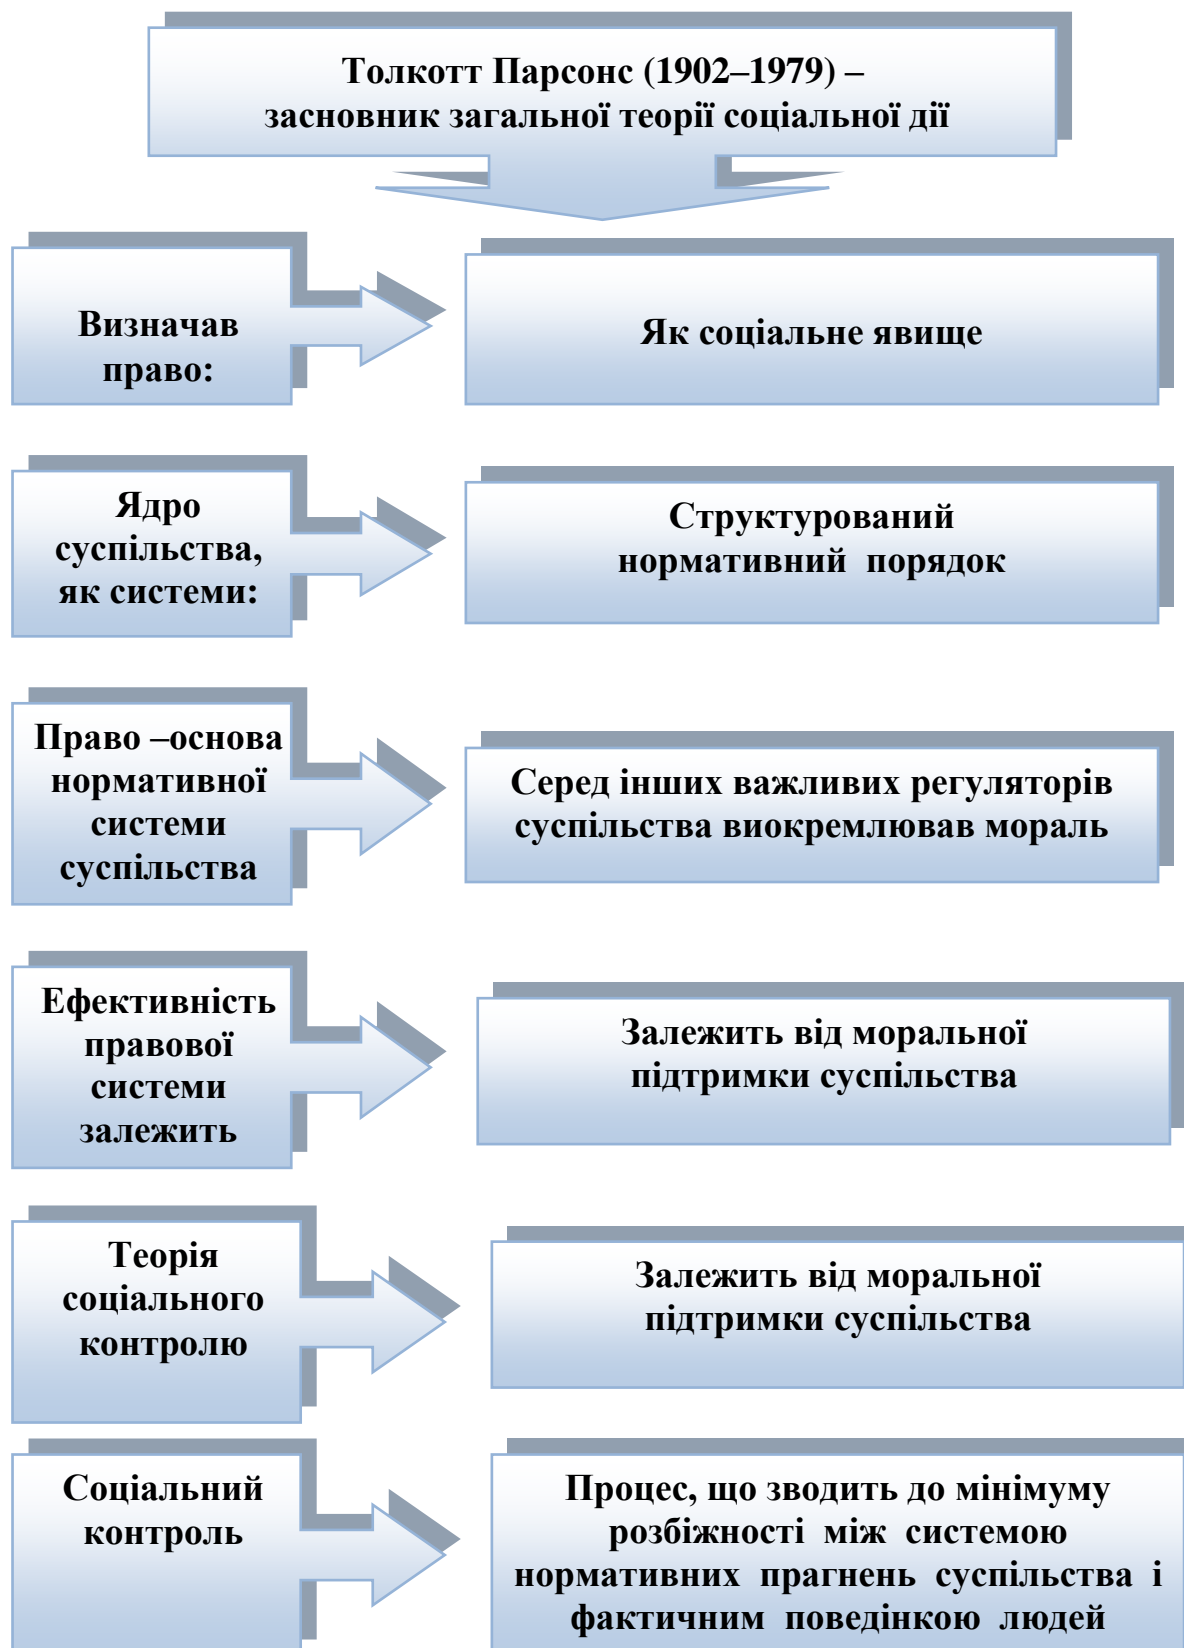 Толкотт Парсонс (1902–1979) –
засновник загальної теорії соціальної дії
Визначав
право:
Як соціальне явище
Ядро
суспільства,
як системи:
Структурований
нормативний порядок
Право –основа
нормативної
системи
суспільства
Серед інших важливих регуляторів
суспільства виокремлював мораль
Ефективність
правової
системи
залежить
Залежить від моральної
підтримки суспільства
Теорія
соціального
контролю
Залежить від моральної
підтримки суспільства
Соціальний
контроль
Процес, що зводить до мінімуму
розбіжності між системою
нормативних прагнень суспільства і
фактичним поведінкою людей